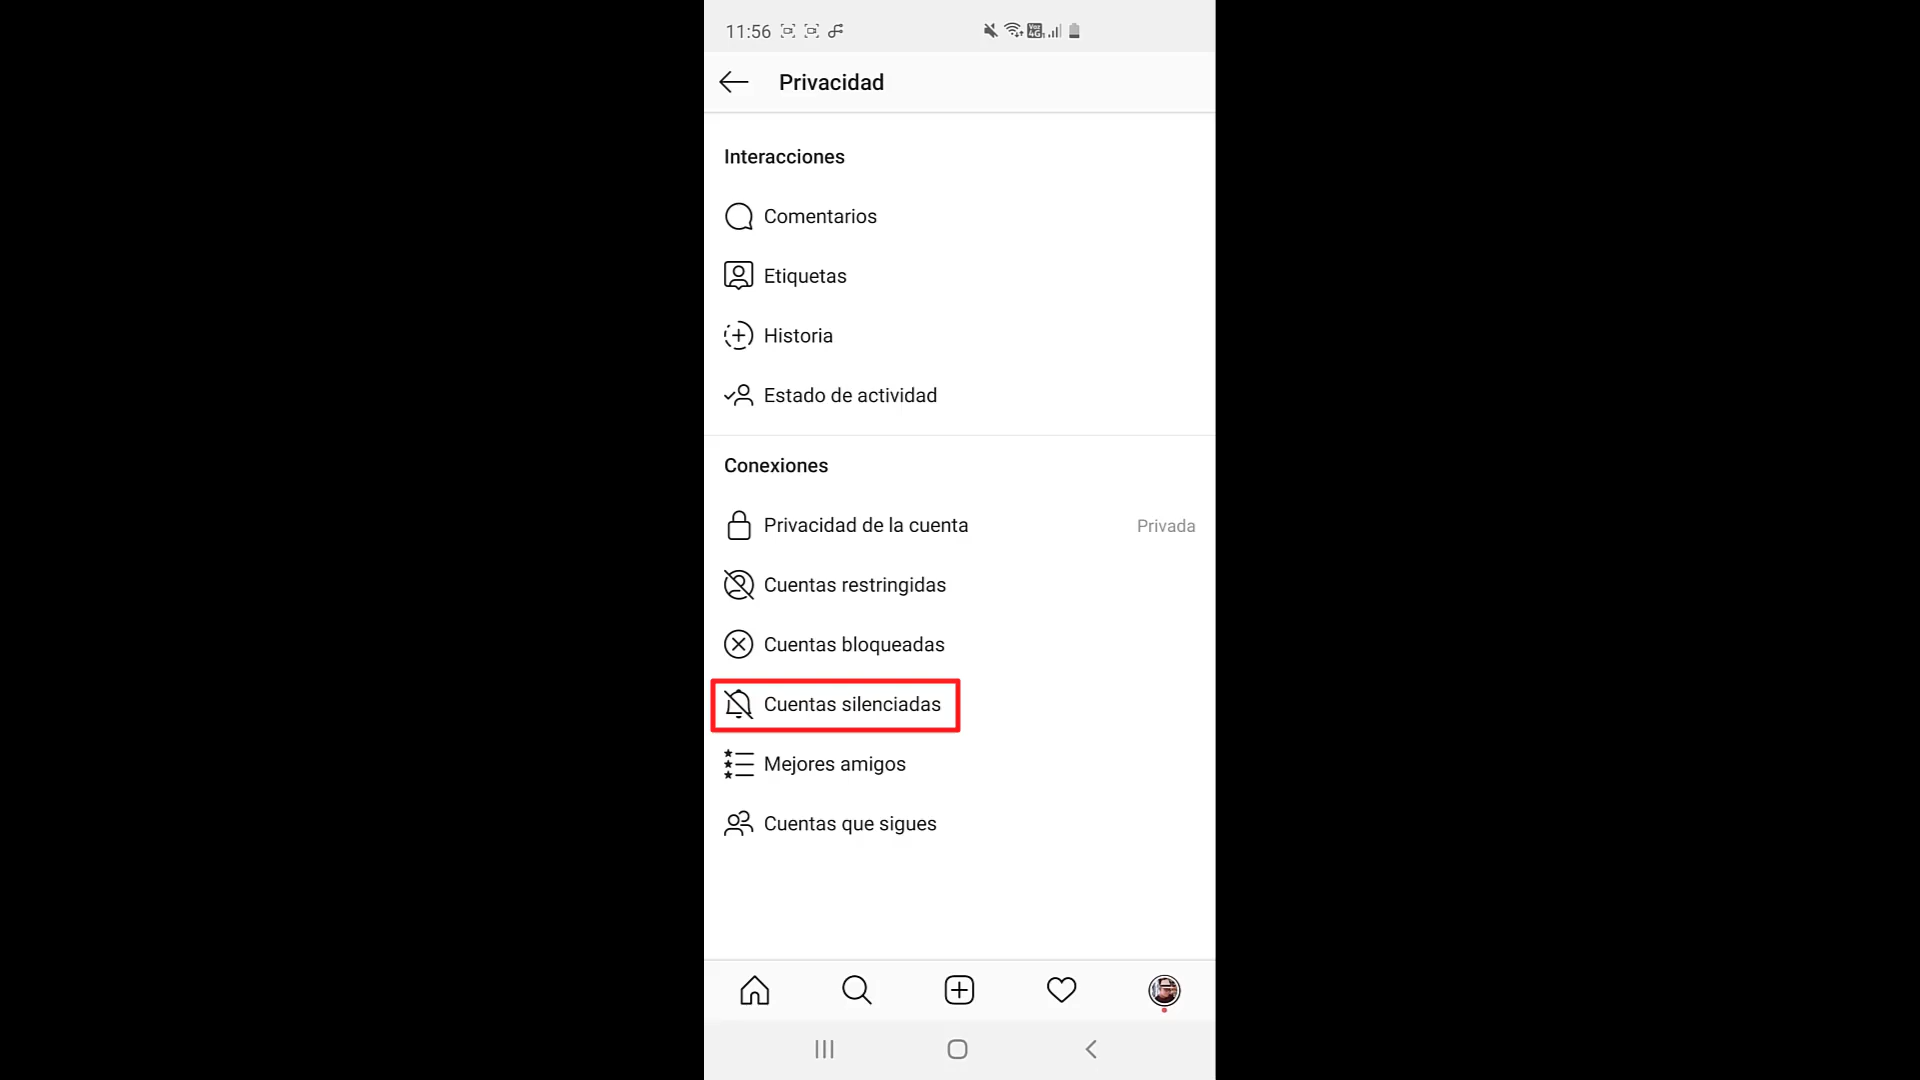 11:56
Privacidad
Interacciones
Comentarios
Etiquetas
Historia
Estado de actividad
Conexiones
Privacidad de la cuenta Privada
Cuentas restringidas
Cuentas bloqueadas
Cuentas silenciadas
Mejores amigos
Cuentas que sigues